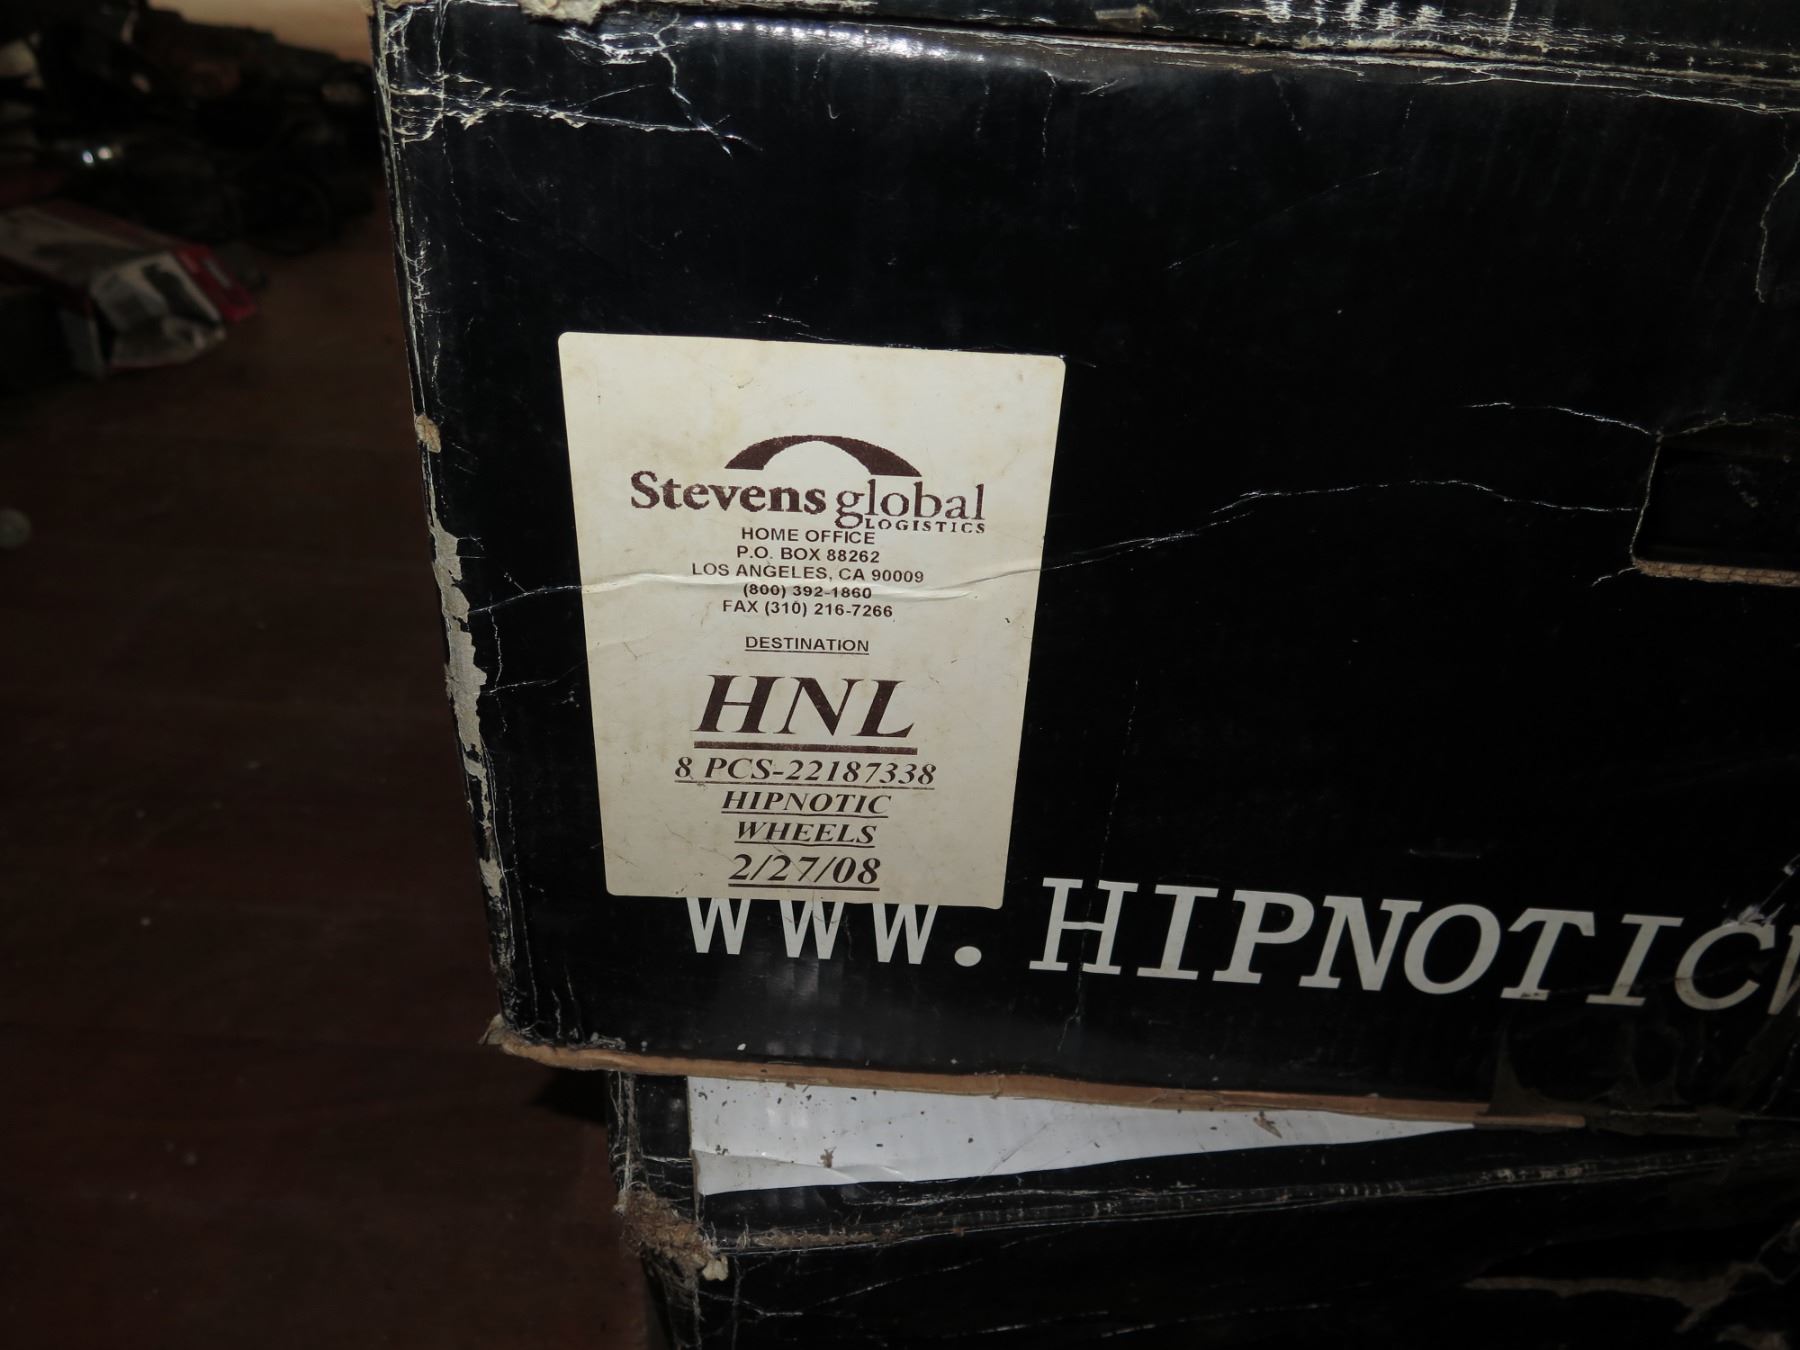 Stevens global
LOGISTICS
HOME OFFICE
P.O. BOX 88262
LOS ANGELES, CA 90009
(800) 392-1860
FAX (310) 216-7266
DESTINATION
HNL
8 PCS-22187338
HIPNOTIC
WHEELS
2/27/08
WWW.HIPNOTIC